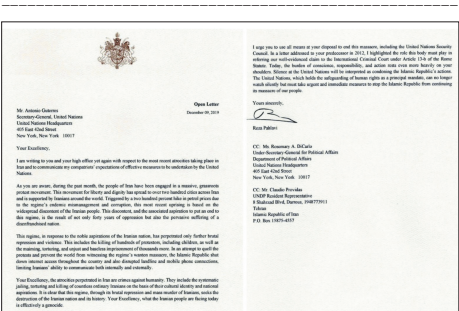 Open Letter
December 09, 2019
Mr. Antonio Guterres
Secretary-General, United Nations
United Nations Headquarters
405 East 42nd Street
New York, New York 10017
Your Excellency,
I am writing to you and your high office yet again with respect to the most recent atrocities taking place in
Iran and to communicate my compatriots' expectations of effective measures to be undertaken by the United
Nations.
As you are aware, during the past month, the people of Iran have been engaged in a massive, grassroots
protest movement. This movement for liberty and dignity has spread to over two hundred cities across Iran
and is supported by Iranians around the world. Triggered by a two hundred percent hike in petrol prices due
to the regime's endemic mismanagement and corruption, this most recent uprising is based on the
widespread discontent of the Iranian people. This discontent, and the associated aspiration to put an end to
this regime, is the result of not only forty years of oppression but also the pervasive suffering of a
disenfranchised nation.
This regime, in response to the noble aspirations of the Iranian nation, has perpetrated only further brutal
repression and violence. This includes the killing of hundreds of protestors, including children, as well as
the maiming, torturing, and unjust and baseless imprisonment of thousands more. In an attempt to quell the
protests and prevent the world from witnessing the regime's wanton massacre, the Islamic Republic shut
down internet access throughout the country and also disrupted landline and mobile phone connections,
limiting Iranians' ability to communicate both internally and externally.
Your Excellency, the atrocities perpetrated in Iran are crimes against humanity. They include the systematic
jailing, torturing and killing of countless ordinary Iranians on the basis of their cultural identity and national
aspirations. It is clear that this regime, through its brutal repression and mass murder of Iranians, seeks the
destruction of the Iranian nation and its history. Your Excellency, what the Iranian people are facing today
is effectively a genocide.
I urge you to use all means at your disposal to end this massacre, including the United Nations Security
Council. In a letter addressed to your predecessor in 2012, I highlighted the role this body must play in
referring our well-evidenced claim to the International Criminal Court under Article 13-b of the Rome
Statute. Today, the burden of conscience, responsibility, and action rests even more heavily on your
shoulders. Silence at the United Nations will be interpreted as condoning the Islamic Republic's actions.
The United Nations, which holds the safeguarding of human rights as a principal mandate, can no longer
watch silently but must take urgent and immediate measures to stop the Islamic Republic from continuing
its massacre of our people.
Yours sincerely,
Reza Pahlavi
CC: Ms. Rosemary A. DiCarlo
Under-Secretary-General for Political Affairs
Department of Political Affairs
United Nations Headquarters
405 East 42nd Street
New York, New York 10017
CC: Mr. Claudio Providas
UNDP Resident Representative
8 Shahrzad Blvd, Darrous, 1948773911
Tehran
Islamic Republic of Iran
P.O. Box 15875-4557